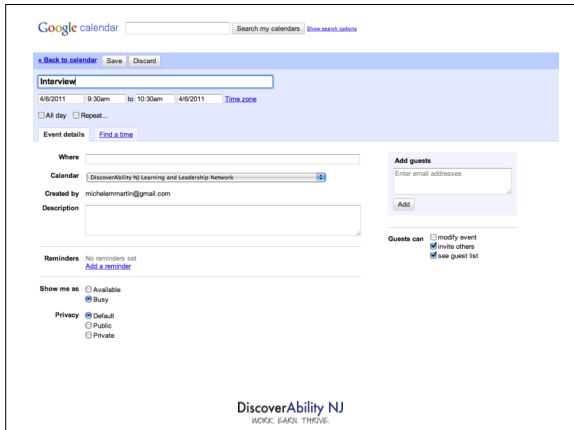 Google calendar Search my calendars Show search options
« Back to calendar Save Discard
Interview
4/6/2011 9:30am to 10:30am 4/6/2011 Time zone
All day Repeat...
Event details Find a time
Where
Calendar DiscoverAbility NJ Learning and Leadership Network
Created by michelemmartin@gmail.com
Description
Reminders No reminders set
Add a reminder
Show me as Available
Busy
Privacy Default
Public
Private
Add guests
Enter email addresses
Add
Guests can modify event
invite others
see guest list
DiscoverAbility NJ
WORK. EARN. THRIVE.